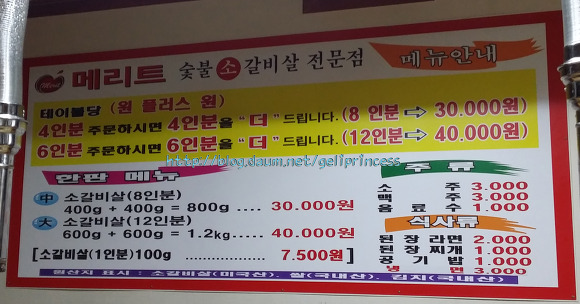 Merit 메리트 숯불 소 갈비살 전문점 메뉴안내
테이블당 (원 플러스 원)
4인분 주문하시면 4인분을 "더" 드립니다. (8 인분 ⇨ 30.000원)
6인분 주문하시면 6인분을 "더" 드립니다. (12인분 ⇨ 40.000원)
http://blog.daum.net/geliprincess
한판 메뉴
中 소갈비살(8인분)
400g + 400g = 800g .... 30.000원
大 소갈비살(12인분)
600g + 600g = 1.2kg..... 40.000원
[소갈비살(1인분)100g 7.500원]
주류
소 주 3.000
맥 주 3.000
음 료 수 1.000
식사류
된 장 라면 2.000
된 장 찌개 1.000
공 기 밥 1.000
냉 면 3.000
원산지 표시 : 소갈비살(미국산). 쌀(국내산). 김치(국내산)